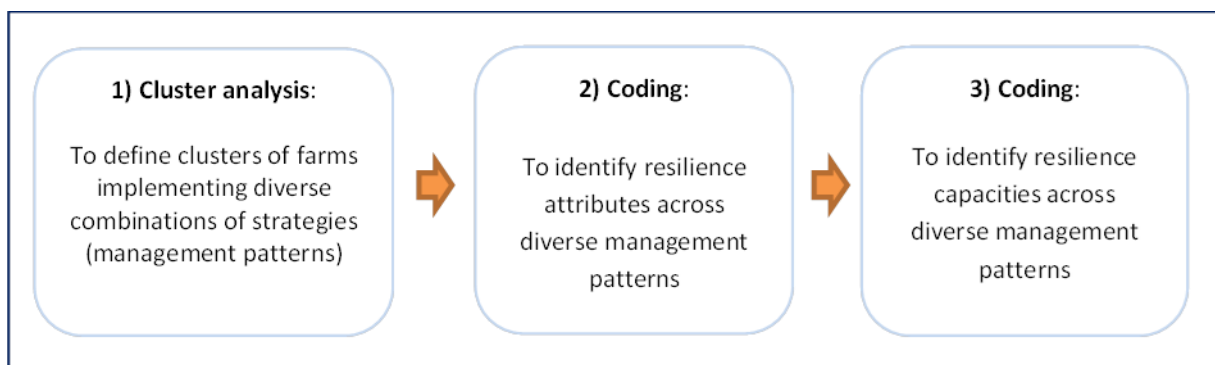 1) Cluster analysis:
To define clusters of farms
implementing diverse
combinations of strategies
(management patterns)
2) Coding:
To identify resilience
attributes across
diverse management
patterns
3) Coding:
To identify resilience
capacities across
diverse management
patterns